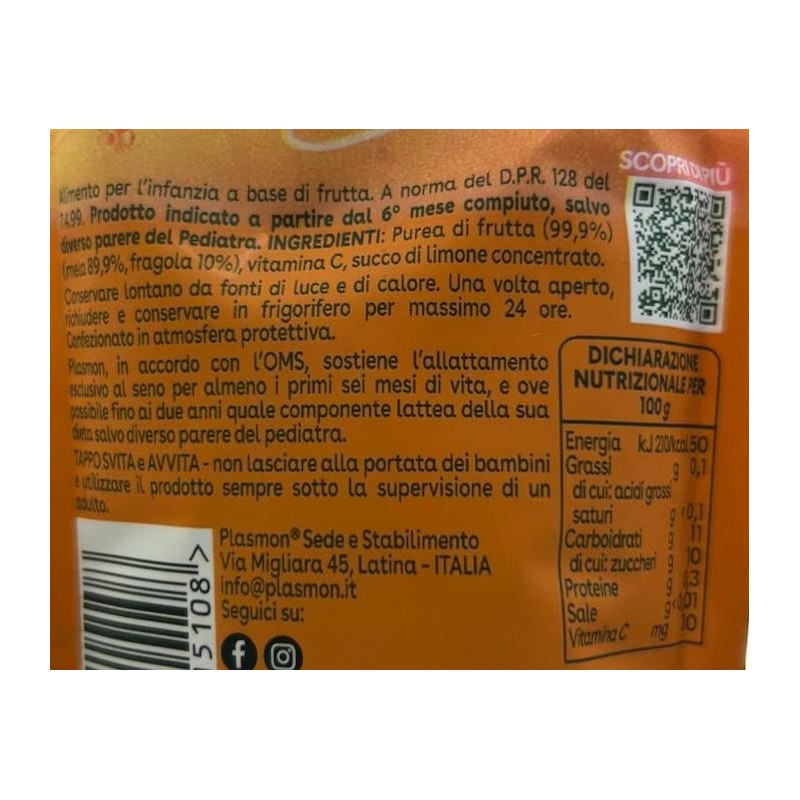 SCOPRI DI PIÙ
Alimento per l'infanzia a base di frutta. A norma del D.P.R. 128 del
7.4.99. Prodotto indicato a partire dal 6° mese compiuto, salvo
diverso parere del Pediatra. INGREDIENTI: Purea di frutta (99,9%)
(mela 89,9%, fragola 10%), vitamina C, succo di limone concentrato.
Conservare lontano da fonti di luce e di calore. Una volta aperto,
richiudere e conservare in frigorifero per massimo 24 ore.
Confezionato in atmosfera protettiva.
Plasmon, in accordo con l'OMS, sostiene l'allattamento
esclusivo al seno per almeno i primi sei mesi di vita, e ove
possibile fino ai due anni quale componente lattea della sua
dieta salvo diverso parere del pediatra.
TAPPO SVITA e AVVITA - non lasciare alla portata dei bambini
e utilizzare il prodotto sempre sotto la supervisione di un
adulto.
Plasmon® Sede e Stabilimento
Via Migliara 45, Latina - ITALIA
info@plasmon.it
Seguici su:
15108>
DICHIARAZIONE
NUTRIZIONALE PER
100g
Energia kJ 210/kcal 50
Grassi g 0,1
di cui: acidi grassi
saturi g <0,1
Carboidrati g 11
di cui: zuccheri g 10
Proteine g 0,3
Sale g <0,01
Vitamina C mg 30